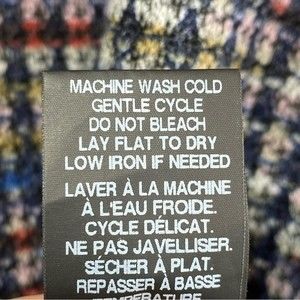 MACHINE WASH COLD
GENTLE CYCLE
DO NOT BLEACH
LAY FLAT TO DRY
LOW IRON IF NEEDED
LAVER À LA MACHINE
À L'EAU FROIDE.
CYCLE DÉLICAT.
NE PAS JAVELLISER.
SÉCHER À PLAT.
REPASSER À BASSE
TEMPÉRATURE